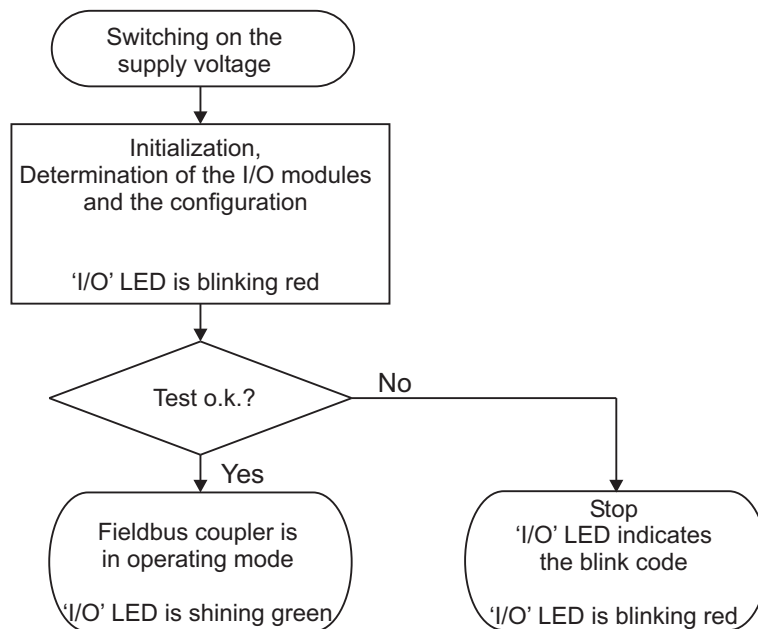 Switching on the
supply voltage
Initialization,
Determination of the I/O modules
and the configuration
‘I/O’ LED is blinking red
Test o.k.?
No
Yes
Fieldbus coupler is
in operating mode
‘I/O’ LED is shining green
Stop
‘I/O’ LED indicates
the blink code
‘I/O’ LED is blinking red